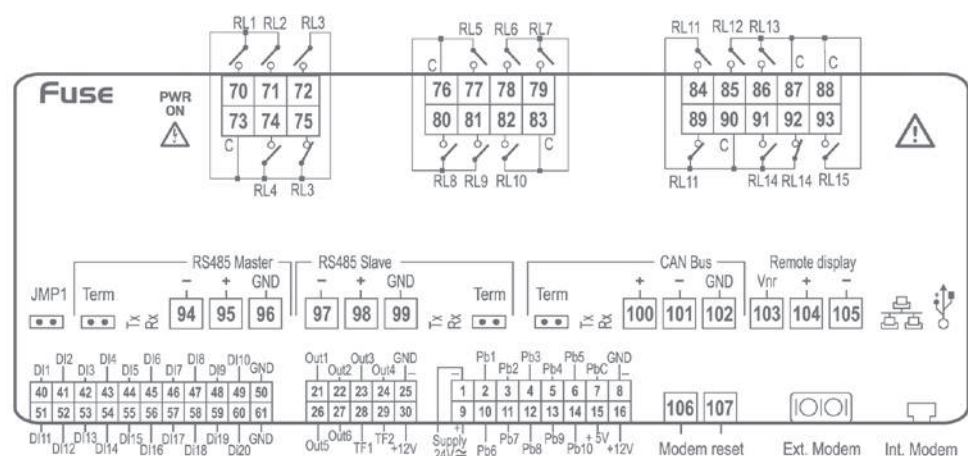 RL1 RL2 RL3 RL5 RL6 RL7 RL11 RL12 RL13
C C C
Fuse
PWR
ON
70 71 72 76 77 78 79 84 85 86 87 88
73 74 75 80 81 82 83 89 90 91 92 93
C C C
RL4 RL3 RL8 RL9 RL10 RL11 RL14 RL14 RL15
RS485 Master RS485 Slave CAN Bus Remote display
JMP1 Term - + GND - + GND Term Term + - GND Vnr + -
Tx Rx 94 95 96 97 98 99 Tx Rx Tx Rx 100 101 102 103 104 105
DI1 DI2 DI3 DI4 DI5 DI6 DI7 DI8 DI9 DI10 GND Out1 Out2 Out3 Out4 GND - - Pb1 Pb2 Pb3 Pb4 Pb5 PbC GND -
40 41 42 43 44 45 46 47 48 49 50 21 22 23 24 25 1 2 3 4 5 6 7 8
51 52 53 54 55 56 57 58 59 60 61 26 27 28 29 30 9 10 11 12 13 14 15 16 106 107
DI11 DI12 DI13 DI14 DI15 DI16 DI17 DI18 DI19 DI20 GND Out5 Out6 TF1 TF2 +12V + Supply 24V≅ Pb6 Pb7 Pb8 Pb9 Pb10 + 5V +12V Modem reset Ext. Modem Int. Modem